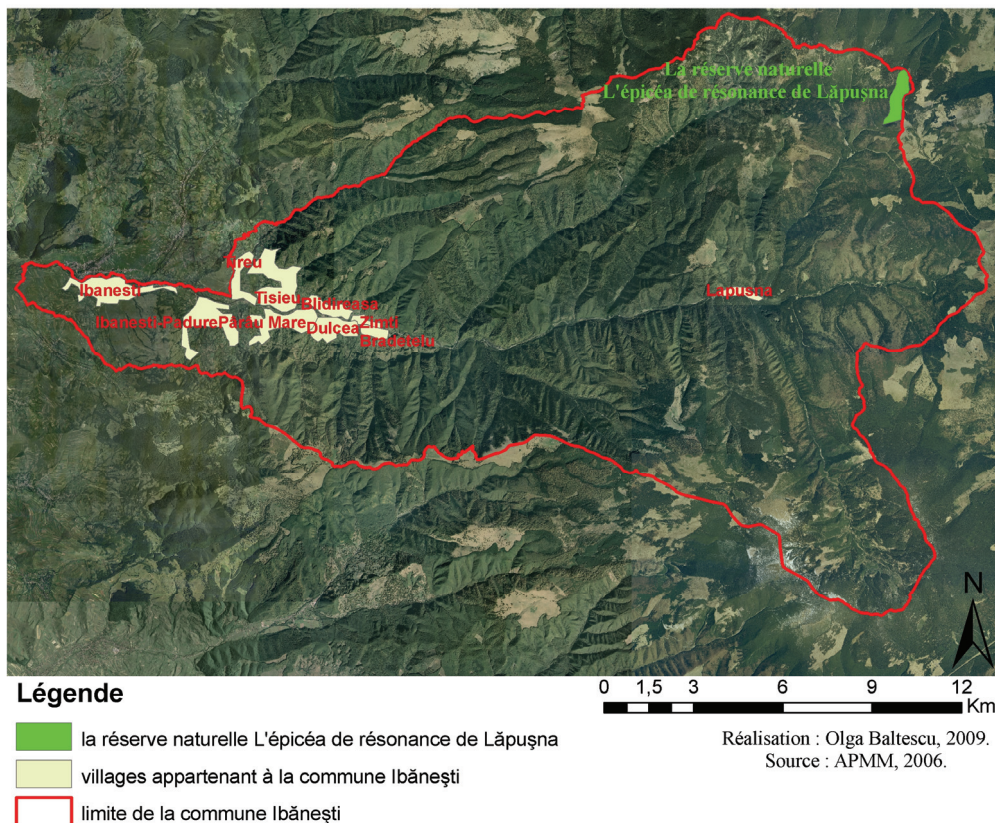 La réserve naturelle
L'épicéa de résonance de Lăpuşna
Tireu
Ibanesti
Tisieu
Blidireasa
Lapusna
Ibanesti-Padure
Pârâu Mare
Dulcea
Zimti
Bradetelu
N
Légende
0 1,5 3 6 9 12
Km
la réserve naturelle L'épicéa de résonance de Lăpuşna
villages appartenant à la commune Ibăneşti
limite de la commune Ibăneşti
Réalisation : Olga Baltescu, 2009.
Source : APMM, 2006.